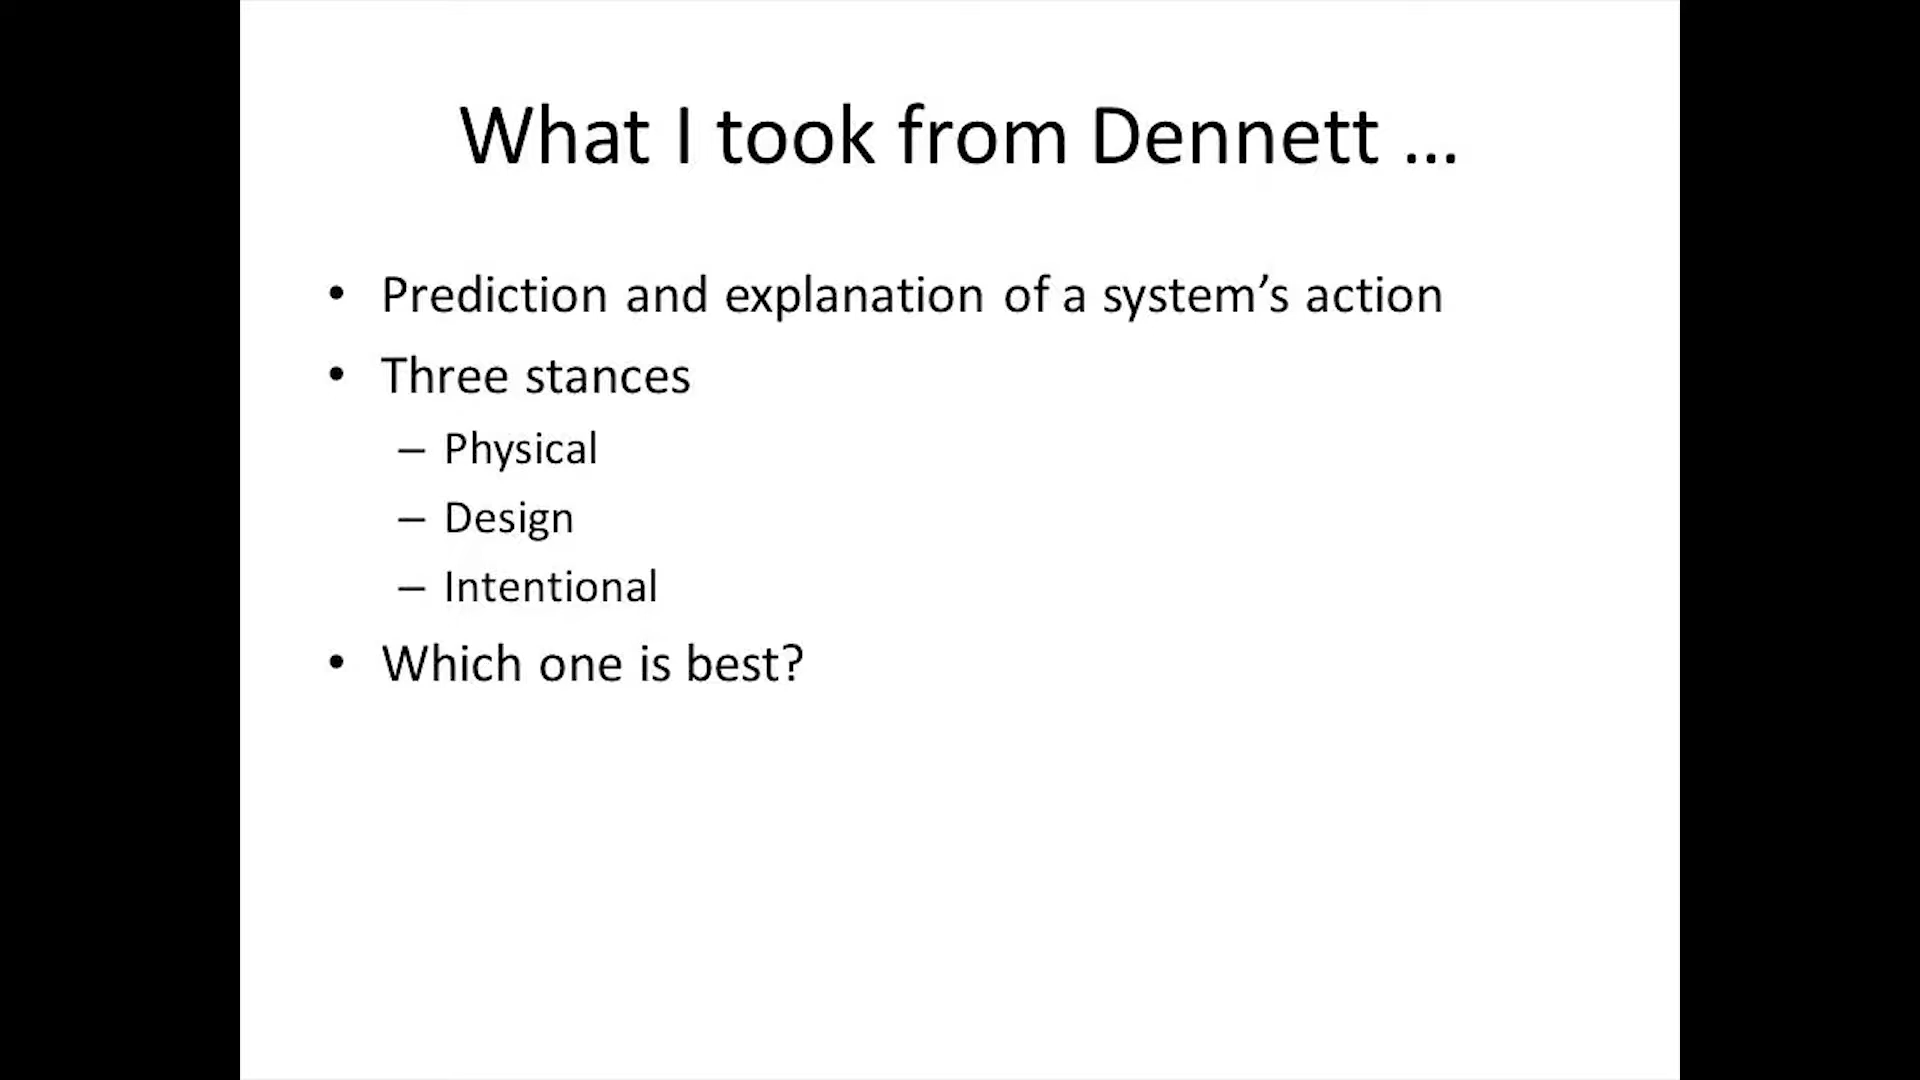 What I took from Dennett ...
• Prediction and explanation of a system’s action
• Three stances
– Physical
– Design
– Intentional
• Which one is best?